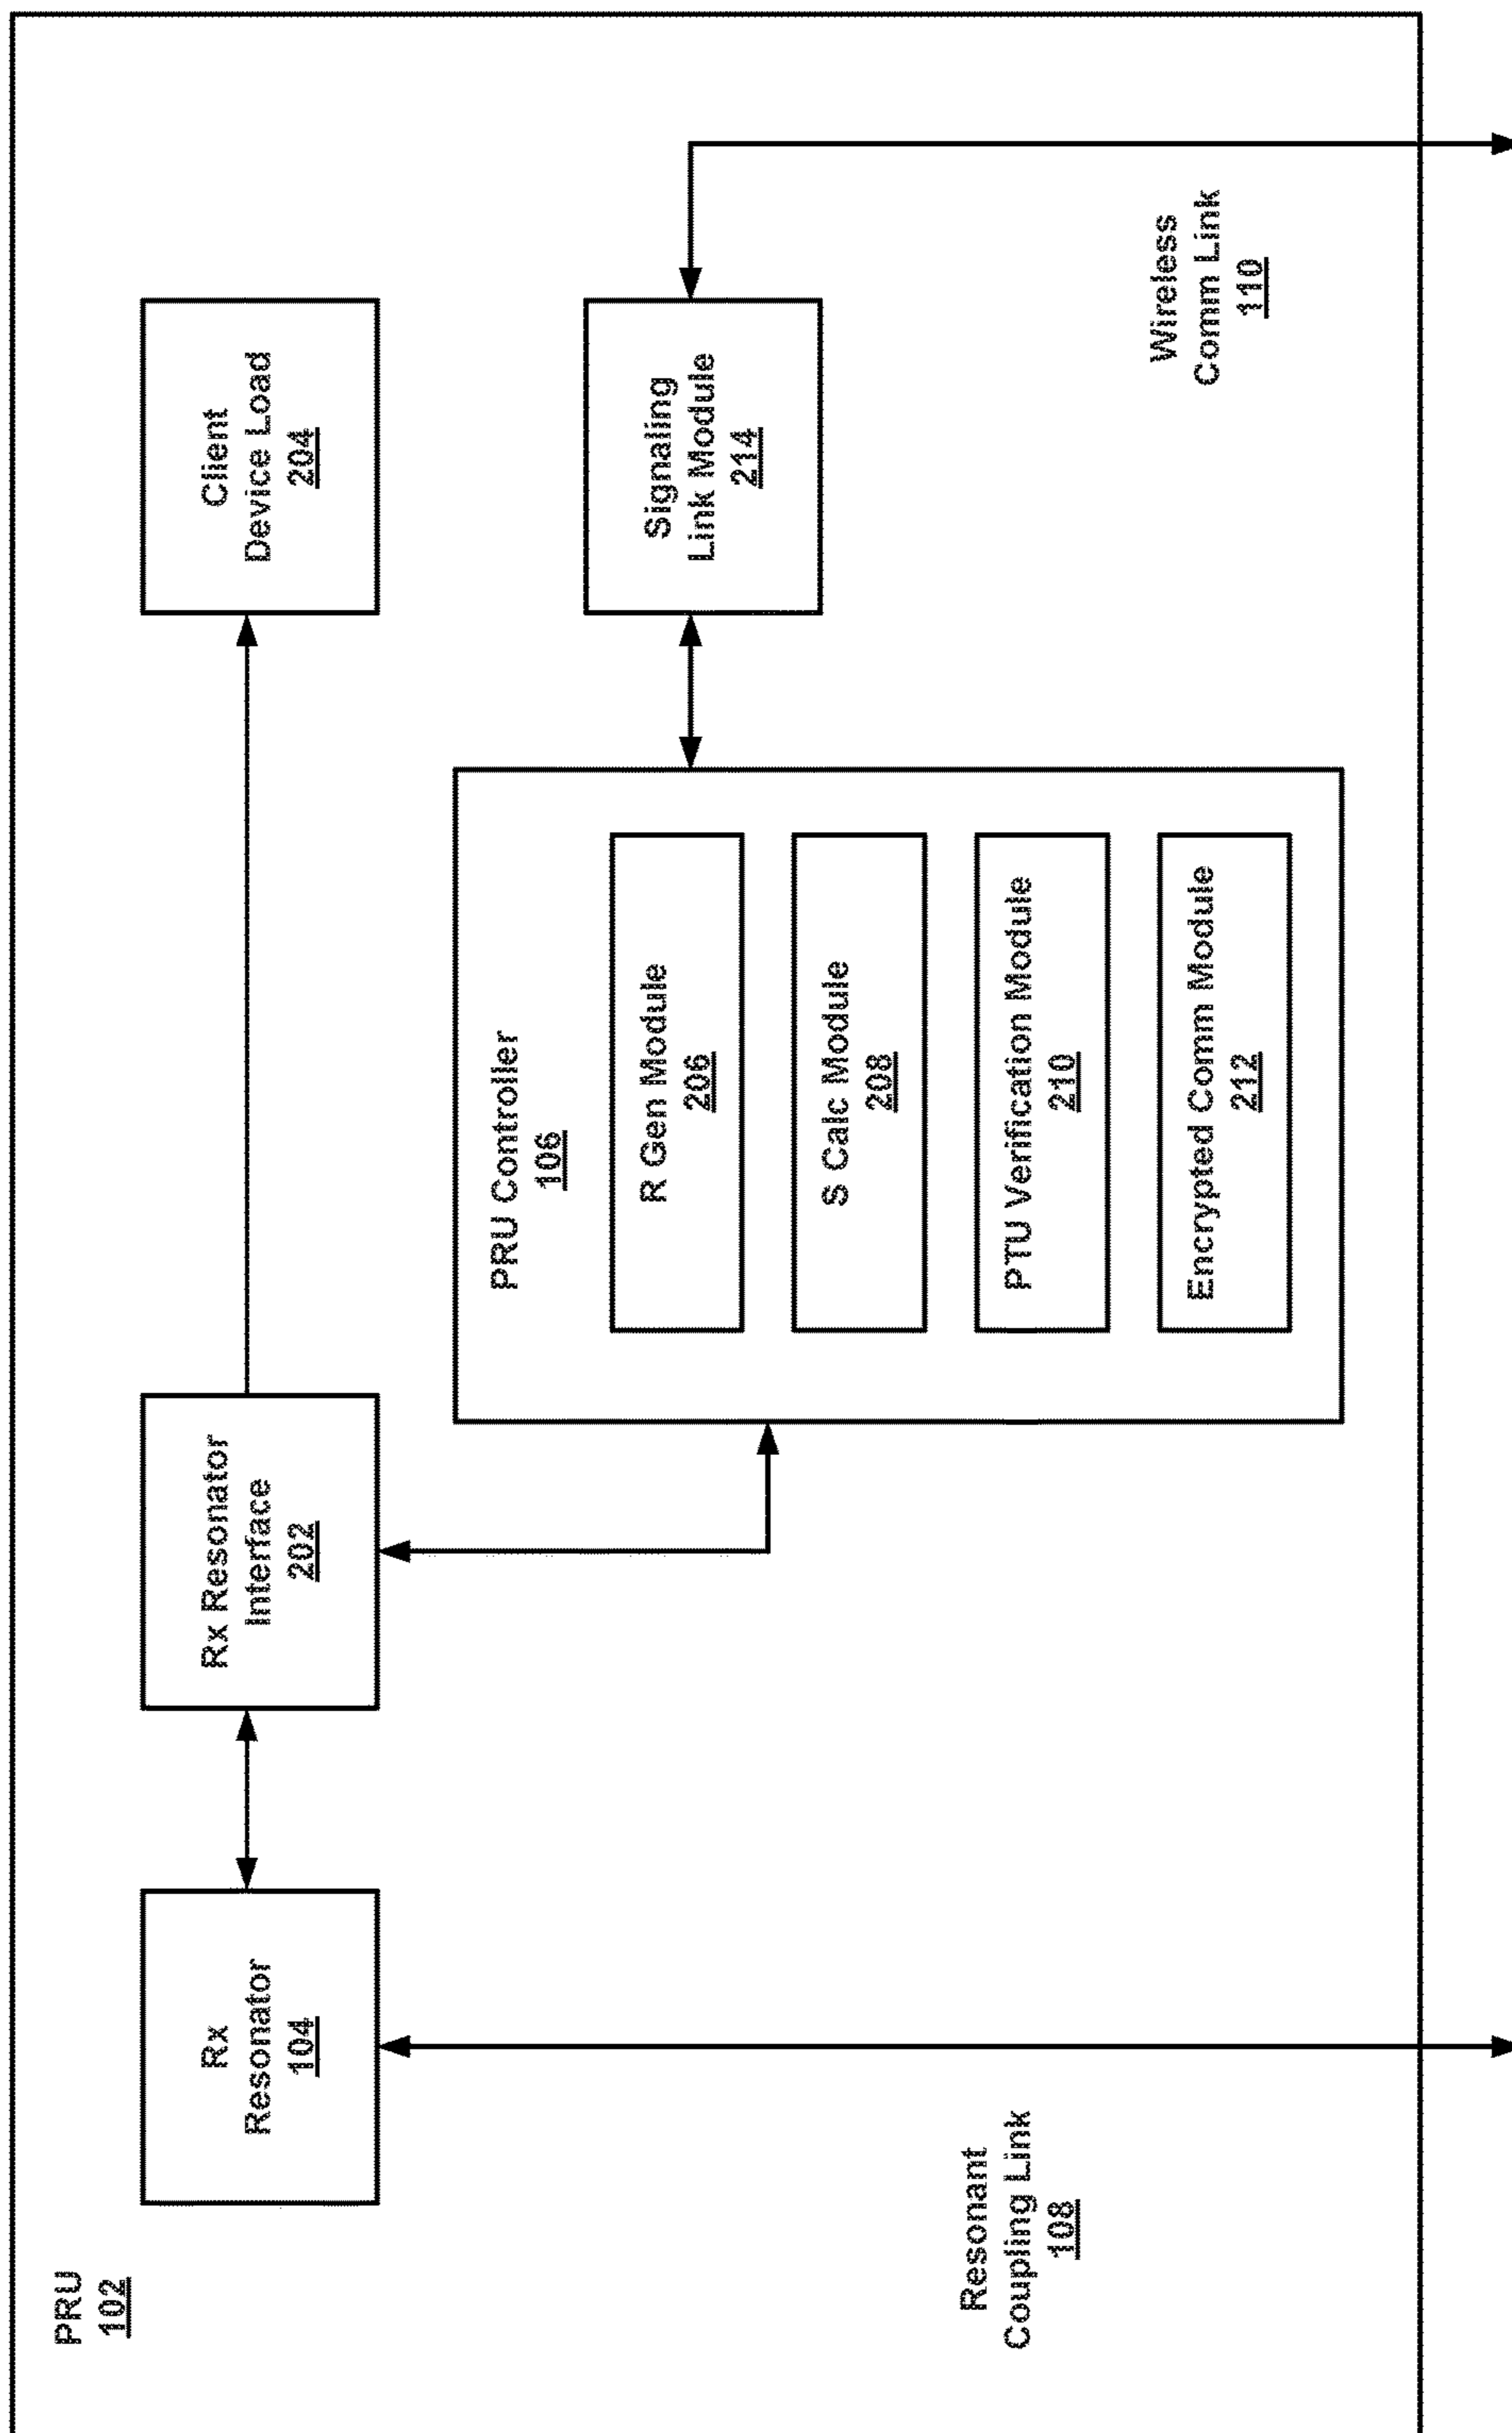 PRU
102
Rx
Resonator
104
Rx Resonator
Interface
202
Client
Device Load
204
PRU Controller
106
R Gen Module
206
S Calc Module
208
PTU Verification Module
210
Encrypted Comm Module
212
Signaling
Link Module
214
Resonant
Coupling Link
108
Wireless
Comm Link
110